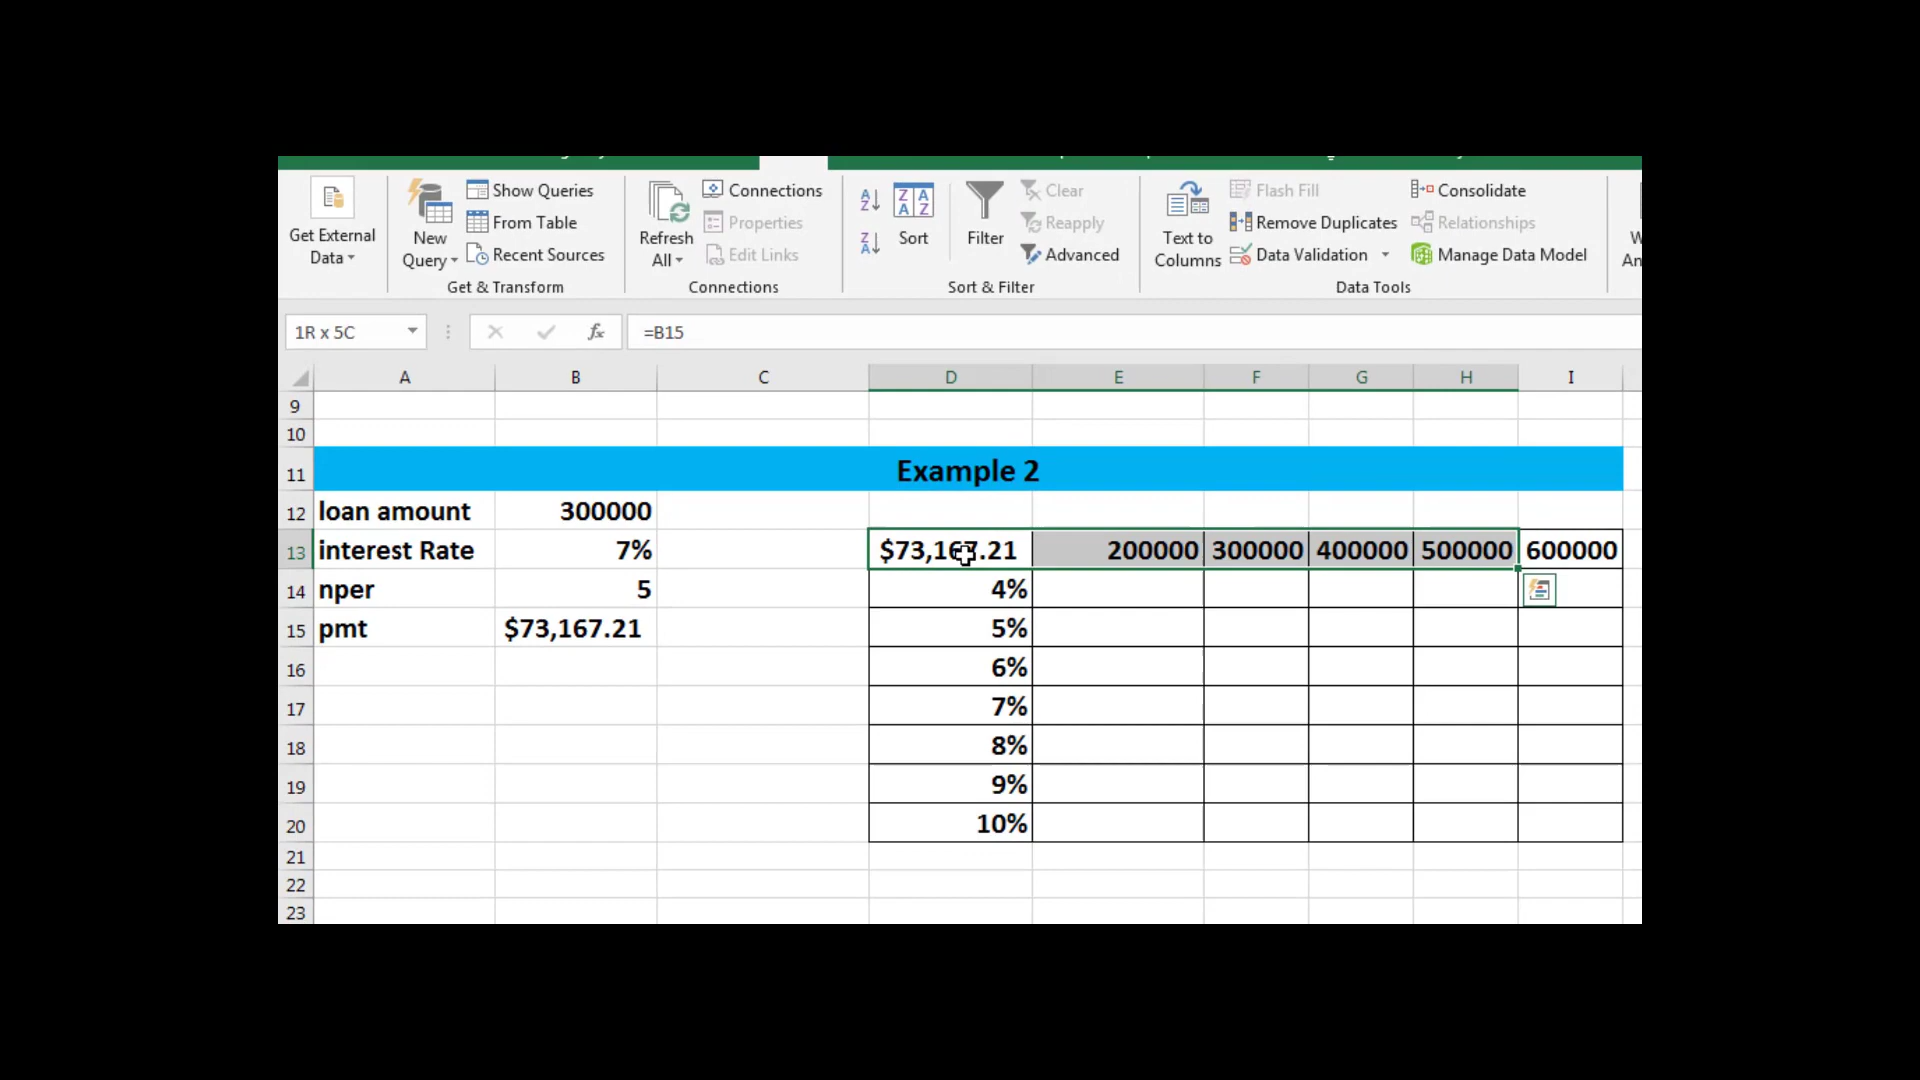 Get External Data
New Query
Show Queries
From Table
Recent Sources
Get & Transform
Refresh All
Connections
Properties
Edit Links
Connections
Sort
Filter
Clear
Reapply
Advanced
Sort & Filter
Text to Columns
Flash Fill
Remove Duplicates
Data Validation
Consolidate
Relationships
Manage Data Model
Data Tools
1R x 5C fx =B15
A B C D E F G H I
9
10
11 Example 2
12 loan amount 300000
13 interest Rate 7% $73,167.21 200000 300000 400000 500000 600000
14 nper 5 4%
15 pmt $73,167.21 5%
16 6%
17 7%
18 8%
19 9%
20 10%
21
22
23